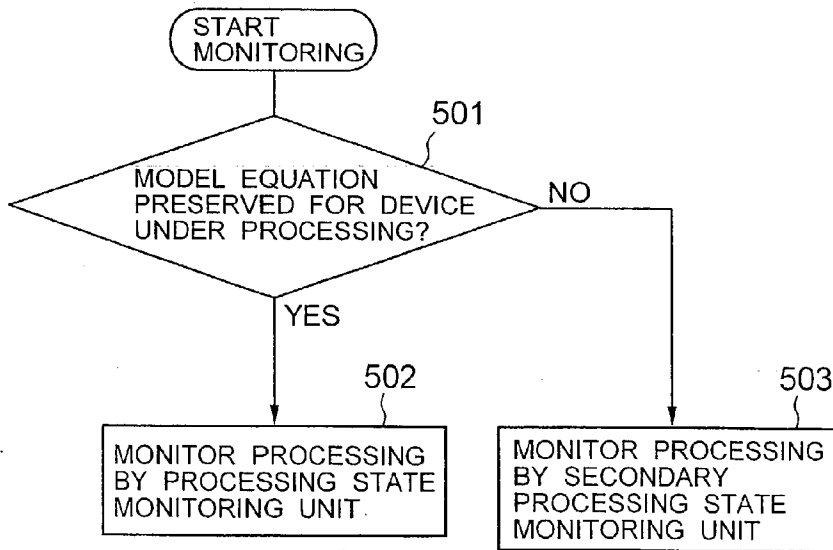 START
MONITORING
501
MODEL EQUATION
PRESERVED FOR DEVICE
UNDER PROCESSING?
NO
YES
502
MONITOR PROCESSING
BY PROCESSING STATE
MONITORING UNIT
503
MONITOR PROCESSING
BY SECONDARY
PROCESSING STATE
MONITORING UNIT